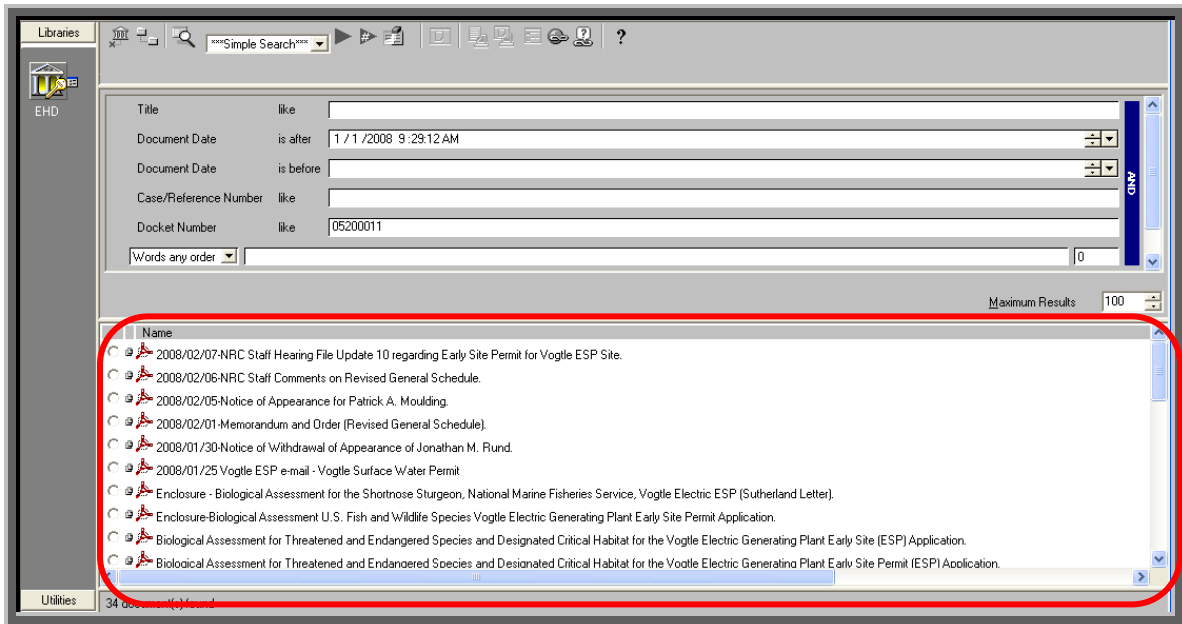 Libraries
***Simple Search***
?
EHD
Title like
Document Date is after 1 / 1 /2008 9 :29:12 AM
Document Date is before
Case/Reference Number like
Docket Number like 05200011
AND
Words any order 0
Maximum Results 100
Name
2008/02/07-NRC Staff Hearing File Update 10 regarding Early Site Permit for Vogtle ESP Site.
2008/02/06-NRC Staff Comments on Revised General Schedule.
2008/02/05-Notice of Appearance for Patrick A. Moulding.
2008/02/01-Memorandum and Order (Revised General Schedule).
2008/01/30-Notice of Withdrawal of Appearance of Jonathan M. Rund.
2008/01/25 Vogtle ESP e-mail - Vogtle Surface Water Permit
Enclosure - Biological Assessment for the Shortnose Sturgeon, National Marine Fisheries Service, Vogtle Electric ESP (Sutherland Letter).
Enclosure-Biological Assessment U.S. Fish and Wildlife Species Vogtle Electric Generating Plant Early Site Permit Application.
Biological Assessment for Threatened and Endangered Species and Designated Critical Habitat for the Vogtle Electric Generating Plant Early Site (ESP) Application.
Biological Assessment for Threatened and Endangered Species and Designated Critical Habitat for the Vogtle Electric Generating Plant Early Site Permit (ESP) Application.
Utilities
34 document(s) found